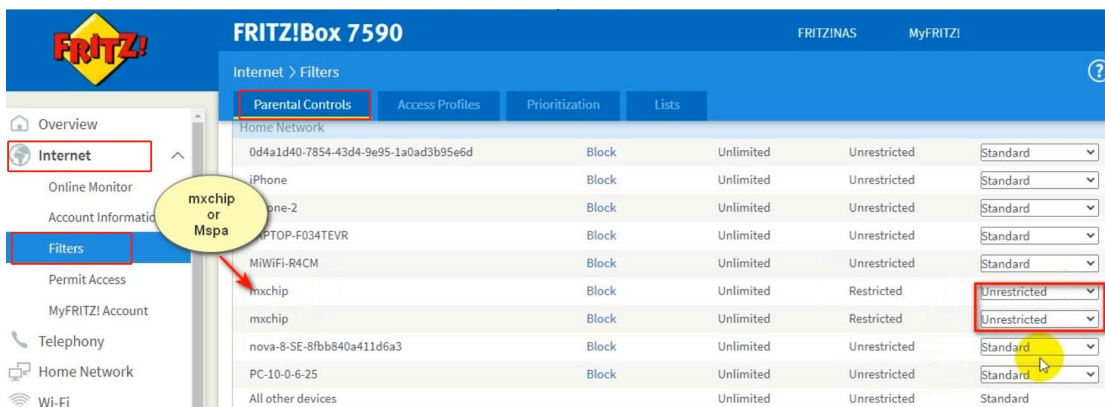 FRITZ!
FRITZ!Box 7590
FRITZ!NAS
MyFRITZ!
Internet > Filters
?
Parental Controls
Access Profiles
Prioritization
Lists
Overview
Internet
Online Monitor
Account Informatio
Filters
Permit Access
MyFRITZ! Account
Telephony
Home Network
Wi-Fi
mxchip
or
Mspa
Home Network
0d4a1d40-7854-43d4-9e95-1a0ad3b95e6d Block Unlimited Unrestricted Standard
iPhone Block Unlimited Unrestricted Standard
one-2 Block Unlimited Unrestricted Standard
APTOP-F034TEVR Block Unlimited Unrestricted Standard
MiWiFi-R4CM Block Unlimited Unrestricted Standard
mxchip Block Unlimited Restricted Unrestricted
mxchip Block Unlimited Restricted Unrestricted
nova-8-SE-8fbb840a411d6a3 Block Unlimited Unrestricted Standard
PC-10-0-6-25 Block Unlimited Unrestricted Standard
All other devices Unlimited Unrestricted Standard